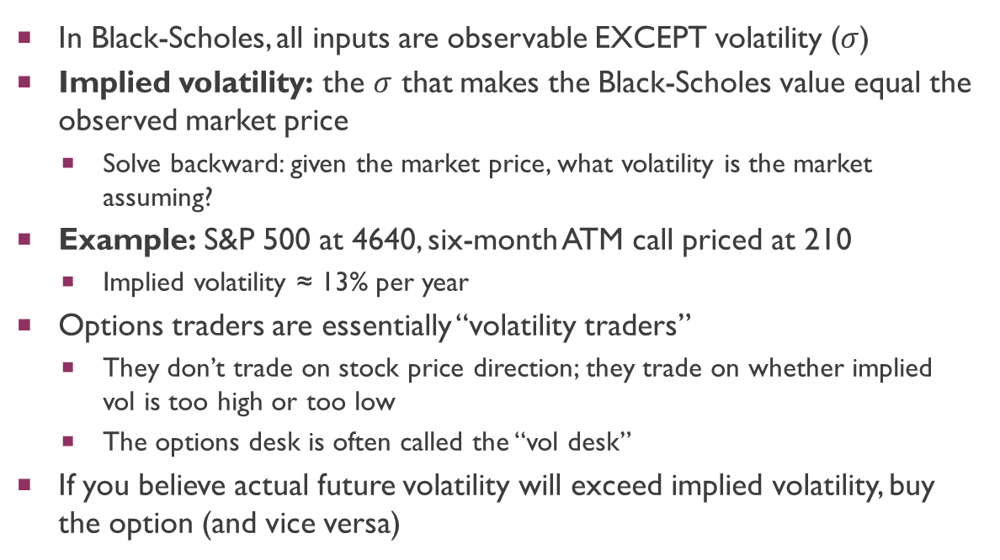 In Black-Scholes, all inputs are observable EXCEPT volatility (σ)
Implied volatility: the σ that makes the Black-Scholes value equal the
observed market price
Solve backward: given the market price, what volatility is the market
assuming?
Example: S&P 500 at 4640, six-month ATM call priced at 210
Implied volatility ≈ 13% per year
Options traders are essentially “volatility traders”
They don’t trade on stock price direction; they trade on whether implied
vol is too high or too low
The options desk is often called the “vol desk”
If you believe actual future volatility will exceed implied volatility, buy
the option (and vice versa)